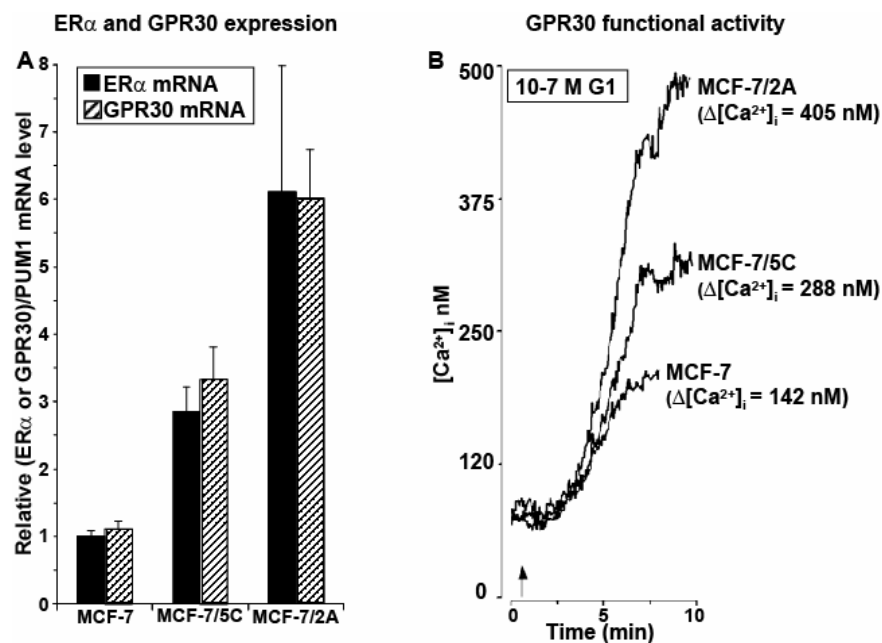 ERα and GPR30 expression
A
8
7
6
5
4
3
2
1
0
Relative (ERα or GPR30)/PUM1 mRNA level
ERα mRNA
GPR30 mRNA
MCF-7
MCF-7/5C
MCF-7/2A
GPR30 functional activity
B
500
375
250
120
0
[Ca²⁺]i nM
10-7 M G1
MCF-7/2A
(Δ[Ca²⁺]i = 405 nM)
MCF-7/5C
(Δ[Ca²⁺]i = 288 nM)
MCF-7
(Δ[Ca²⁺]i = 142 nM)
0
5
10
Time (min)